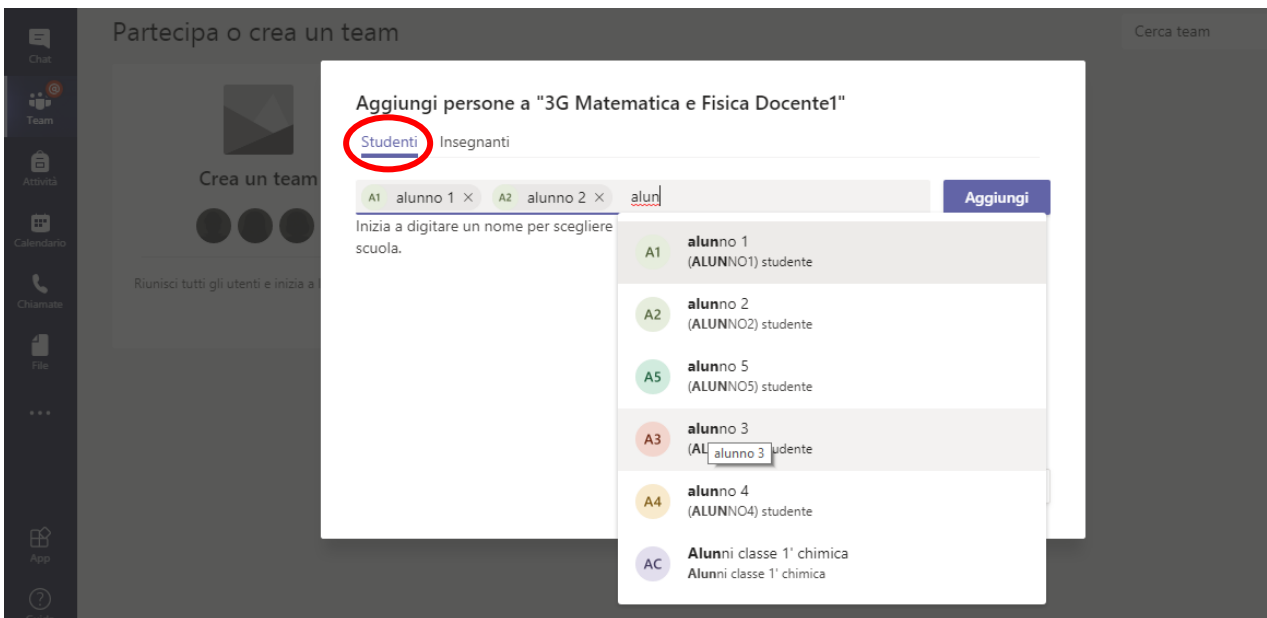 Chat
Team
Attività
Calendario
Chiamate
File
App
Partecipa o crea un team
Cerca team
Crea un team
Riunisci tutti gli utenti e inizia a l
Aggiungi persone a "3G Matematica e Fisica Docente1"
Studenti Insegnanti
A1 alunno 1 × A2 alunno 2 × alun
Aggiungi
Inizia a digitare un nome per scegliere
scuola.
A1 alunno 1
(ALUNNO1) studente
A2 alunno 2
(ALUNNO2) studente
A5 alunno 5
(ALUNNO5) studente
A3 alunno 3
(AL alunno 3 udente
A4 alunno 4
(ALUNNO4) studente
AC Alunni classe 1' chimica
Alunni classe 1' chimica